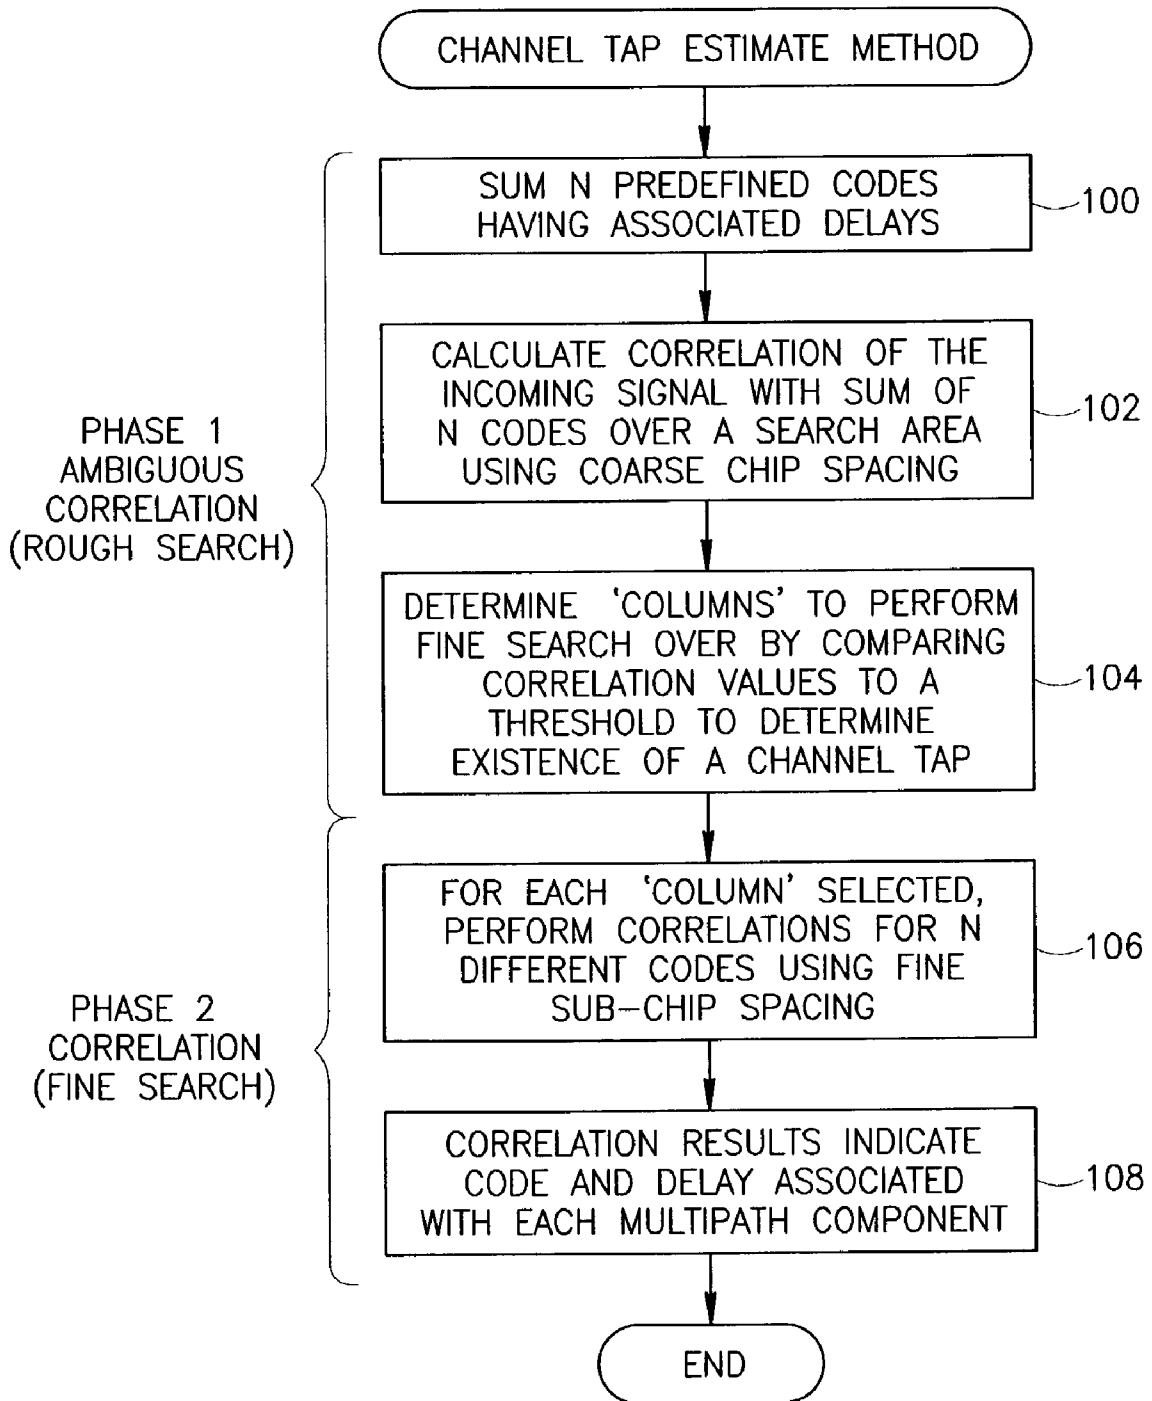 CHANNEL TAP ESTIMATE METHOD
SUM N PREDEFINED CODES
HAVING ASSOCIATED DELAYS
100
CALCULATE CORRELATION OF THE
INCOMING SIGNAL WITH SUM OF
N CODES OVER A SEARCH AREA
USING COARSE CHIP SPACING
102
PHASE 1
AMBIGUOUS
CORRELATION
(ROUGH SEARCH)
DETERMINE 'COLUMNS' TO PERFORM
FINE SEARCH OVER BY COMPARING
CORRELATION VALUES TO A
THRESHOLD TO DETERMINE
EXISTENCE OF A CHANNEL TAP
104
FOR EACH 'COLUMN' SELECTED,
PERFORM CORRELATIONS FOR N
DIFFERENT CODES USING FINE
SUB-CHIP SPACING
106
PHASE 2
CORRELATION
(FINE SEARCH)
CORRELATION RESULTS INDICATE
CODE AND DELAY ASSOCIATED
WITH EACH MULTIPATH COMPONENT
108
END